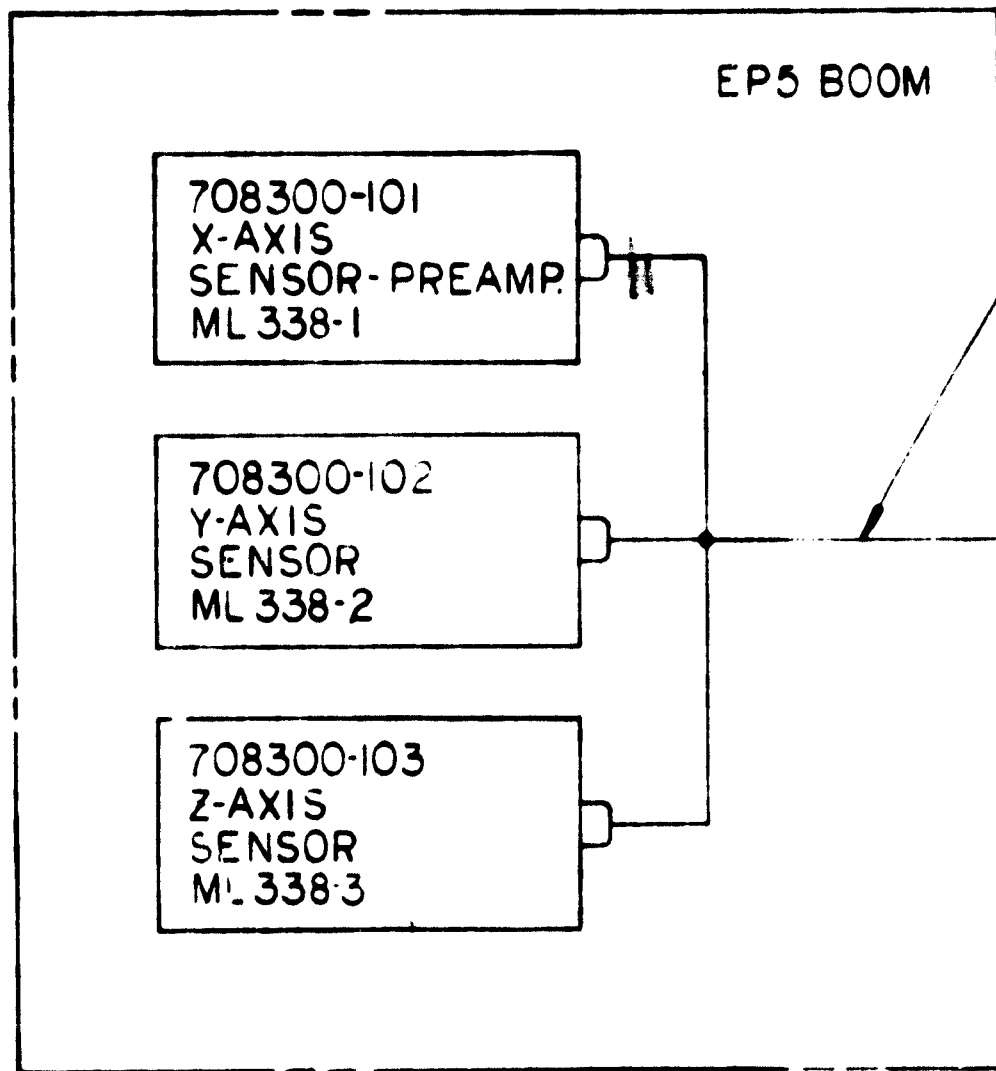 EP5 BOOM
708300-101
X-AXIS
SENSOR-PREAMP.
ML 338-1
708300-102
Y-AXIS
SENSOR
ML 338-2
708300-103
Z-AXIS
SENSOR
ML 338-3